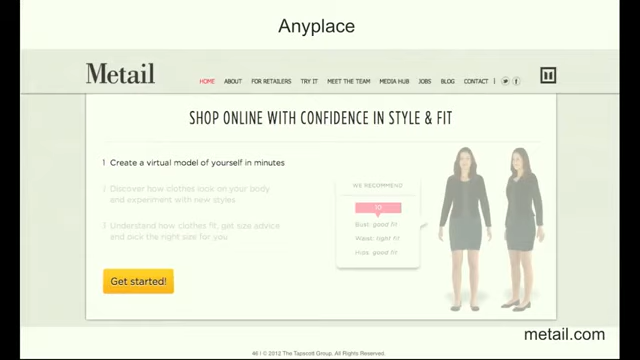 Anyplace
Metail
HOME ABOUT FOR RETAILERS TRY IT MEET THE TEAM MEDIA HUB JOBS BLOG CONTACT
SHOP ONLINE WITH CONFIDENCE IN STYLE & FIT
1 Create a virtual model of yourself in minutes
2 Discover how clothes look on your body
and experiment with new styles
3 Understand how clothes fit, get size advice
and pick the right size for you
WE RECOMMEND
Bust: good fit
Waist: right fit
Hips: good fit
Get started!
metail.com
46 | © 2012 The Tapscott Group. All Rights Reserved.